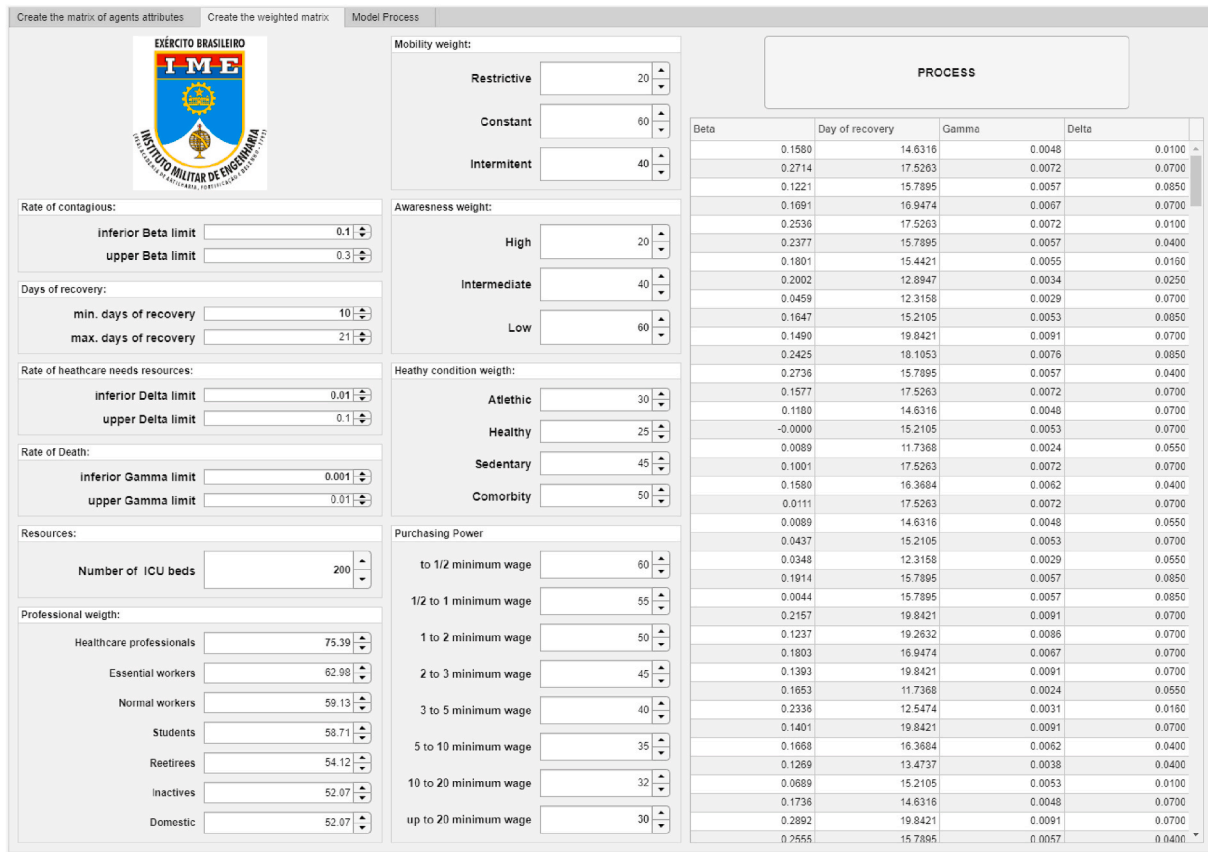 Create the matrix of agents attributes Create the weighted matrix Model Process
EXÉRCITO BRASILEIRO
IME
INSTITUTO MILITAR DE ENGENHARIA
Rate of contagious:
inferior Beta limit 0.1
upper Beta limit 0.3
Days of recovery:
min. days of recovery 10
max. days of recovery 21
Rate of heathcare needs resources:
inferior Delta limit 0.01
upper Delta limit 0.1
Rate of Death:
inferior Gamma limit 0.001
upper Gamma limit 0.01
Resources:
Number of ICU beds 200
Professional weigth:
Healthcare professionals 75.39
Essential workers 62.98
Normal workers 59.13
Students 58.71
Reetirees 54.12
Inactives 52.07
Domestic 52.07
Mobility weight:
Restrictive 20
Constant 60
Intermitent 40
Awareness weight:
High 20
Intermediate 40
Low 60
Heathy condition weigth:
Atlethic 30
Healthy 25
Sedentary 45
Comorbity 50
Purchasing Power
to 1/2 minimum wage 60
1/2 to 1 minimum wage 55
1 to 2 minimum wage 50
2 to 3 minimum wage 45
3 to 5 minimum wage 40
5 to 10 minimum wage 35
10 to 20 minimum wage 32
up to 20 minimum wage 30
PROCESS
Beta Day of recovery Gamma Delta
0.1580 14.6316 0.0048 0.0100
0.2714 17.5263 0.0072 0.0700
0.1221 15.7895 0.0057 0.0850
0.1691 16.9474 0.0067 0.0700
0.2536 17.5263 0.0072 0.0100
0.2377 15.7895 0.0057 0.0400
0.1801 15.4421 0.0055 0.0160
0.2002 12.8947 0.0034 0.0250
0.0459 12.3158 0.0029 0.0700
0.1647 15.2105 0.0053 0.0850
0.1490 19.8421 0.0091 0.0700
0.2425 18.1053 0.0076 0.0850
0.2736 15.7895 0.0057 0.0400
0.1577 17.5263 0.0072 0.0700
0.1180 14.6316 0.0048 0.0700
-0.0000 15.2105 0.0053 0.0700
0.0089 11.7368 0.0024 0.0550
0.1001 17.5263 0.0072 0.0700
0.1580 16.3684 0.0062 0.0400
0.0111 17.5263 0.0072 0.0700
0.0089 14.6316 0.0048 0.0550
0.0437 15.2105 0.0053 0.0700
0.0348 12.3158 0.0029 0.0550
0.1914 15.7895 0.0057 0.0850
0.0044 15.7895 0.0057 0.0850
0.2157 19.8421 0.0091 0.0700
0.1237 19.2632 0.0086 0.0700
0.1803 16.9474 0.0067 0.0700
0.1393 19.8421 0.0091 0.0700
0.1653 11.7368 0.0024 0.0550
0.2336 12.5474 0.0031 0.0160
0.1401 19.8421 0.0091 0.0700
0.1668 16.3684 0.0062 0.0400
0.1269 13.4737 0.0038 0.0400
0.0689 15.2105 0.0053 0.0100
0.1736 14.6316 0.0048 0.0700
0.2892 19.8421 0.0091 0.0700
0.2555 15.7895 0.0057 0.0400